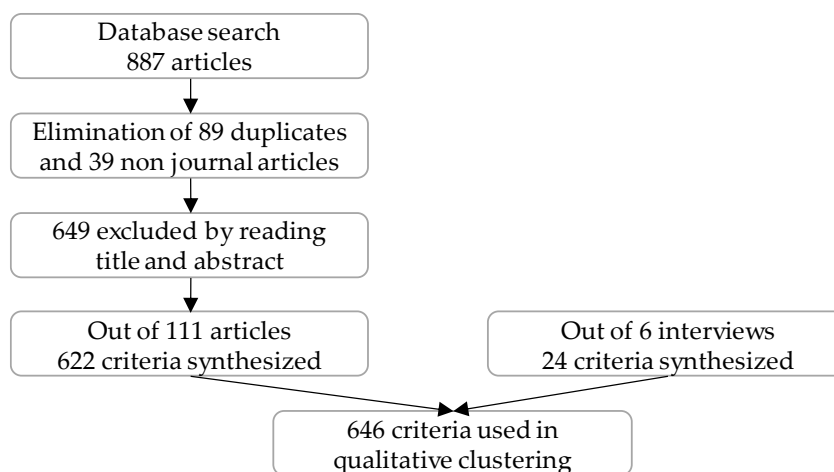 Database search
887 articles
Elimination of 89 duplicates
and 39 non journal articles
649 excluded by reading
title and abstract
Out of 111 articles
622 criteria synthesized
Out of 6 interviews
24 criteria synthesized
646 criteria used in
qualitative clustering